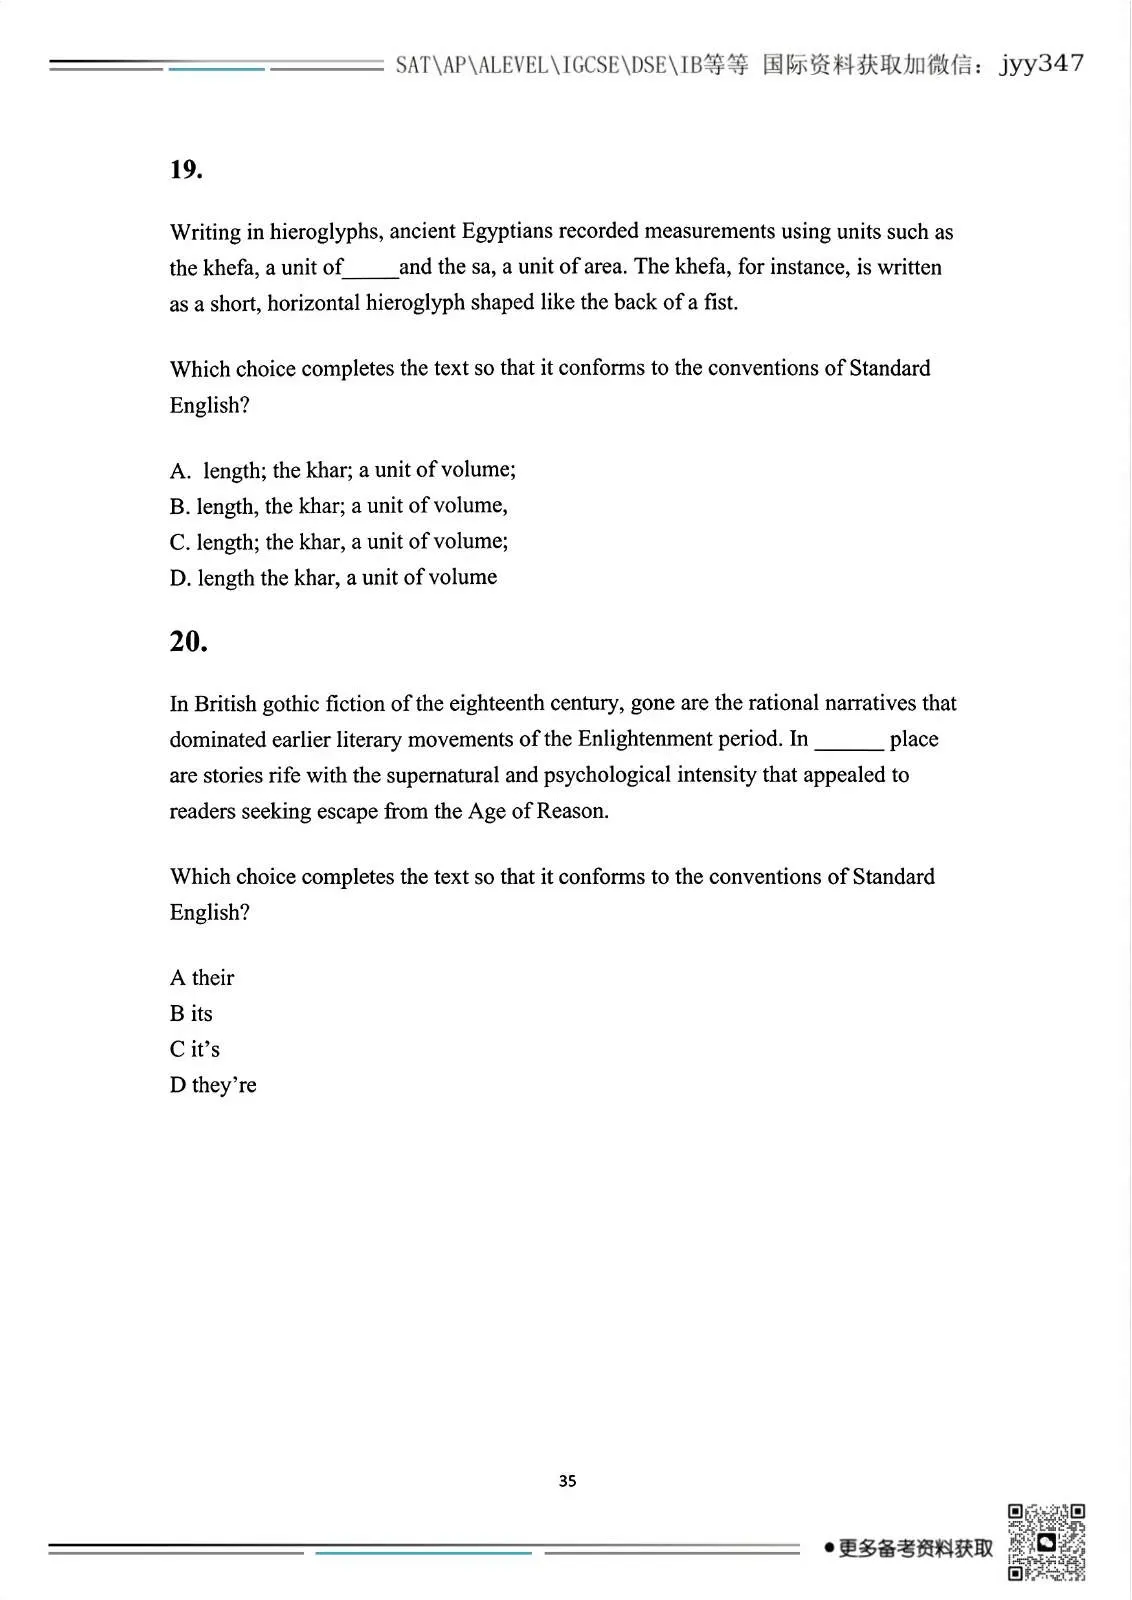 SAT\AP\ALEVEL\IGCSE\DSE\IB等等 国际资料获取加微信：jyy347
19.
Writing in hieroglyphs, ancient Egyptians recorded measurements using units such as
the khefa, a unit of_____and the sa, a unit of area. The khefa, for instance, is written
as a short, horizontal hieroglyph shaped like the back of a fist.
Which choice completes the text so that it conforms to the conventions of Standard
English?
A. length; the khar; a unit of volume;
B. length, the khar; a unit of volume,
C. length; the khar, a unit of volume;
D. length the khar, a unit of volume
20.
In British gothic fiction of the eighteenth century, gone are the rational narratives that
dominated earlier literary movements of the Enlightenment period. In ______ place
are stories rife with the supernatural and psychological intensity that appealed to
readers seeking escape from the Age of Reason.
Which choice completes the text so that it conforms to the conventions of Standard
English?
A their
B its
C it’s
D they’re
35
●更多备考资料获取